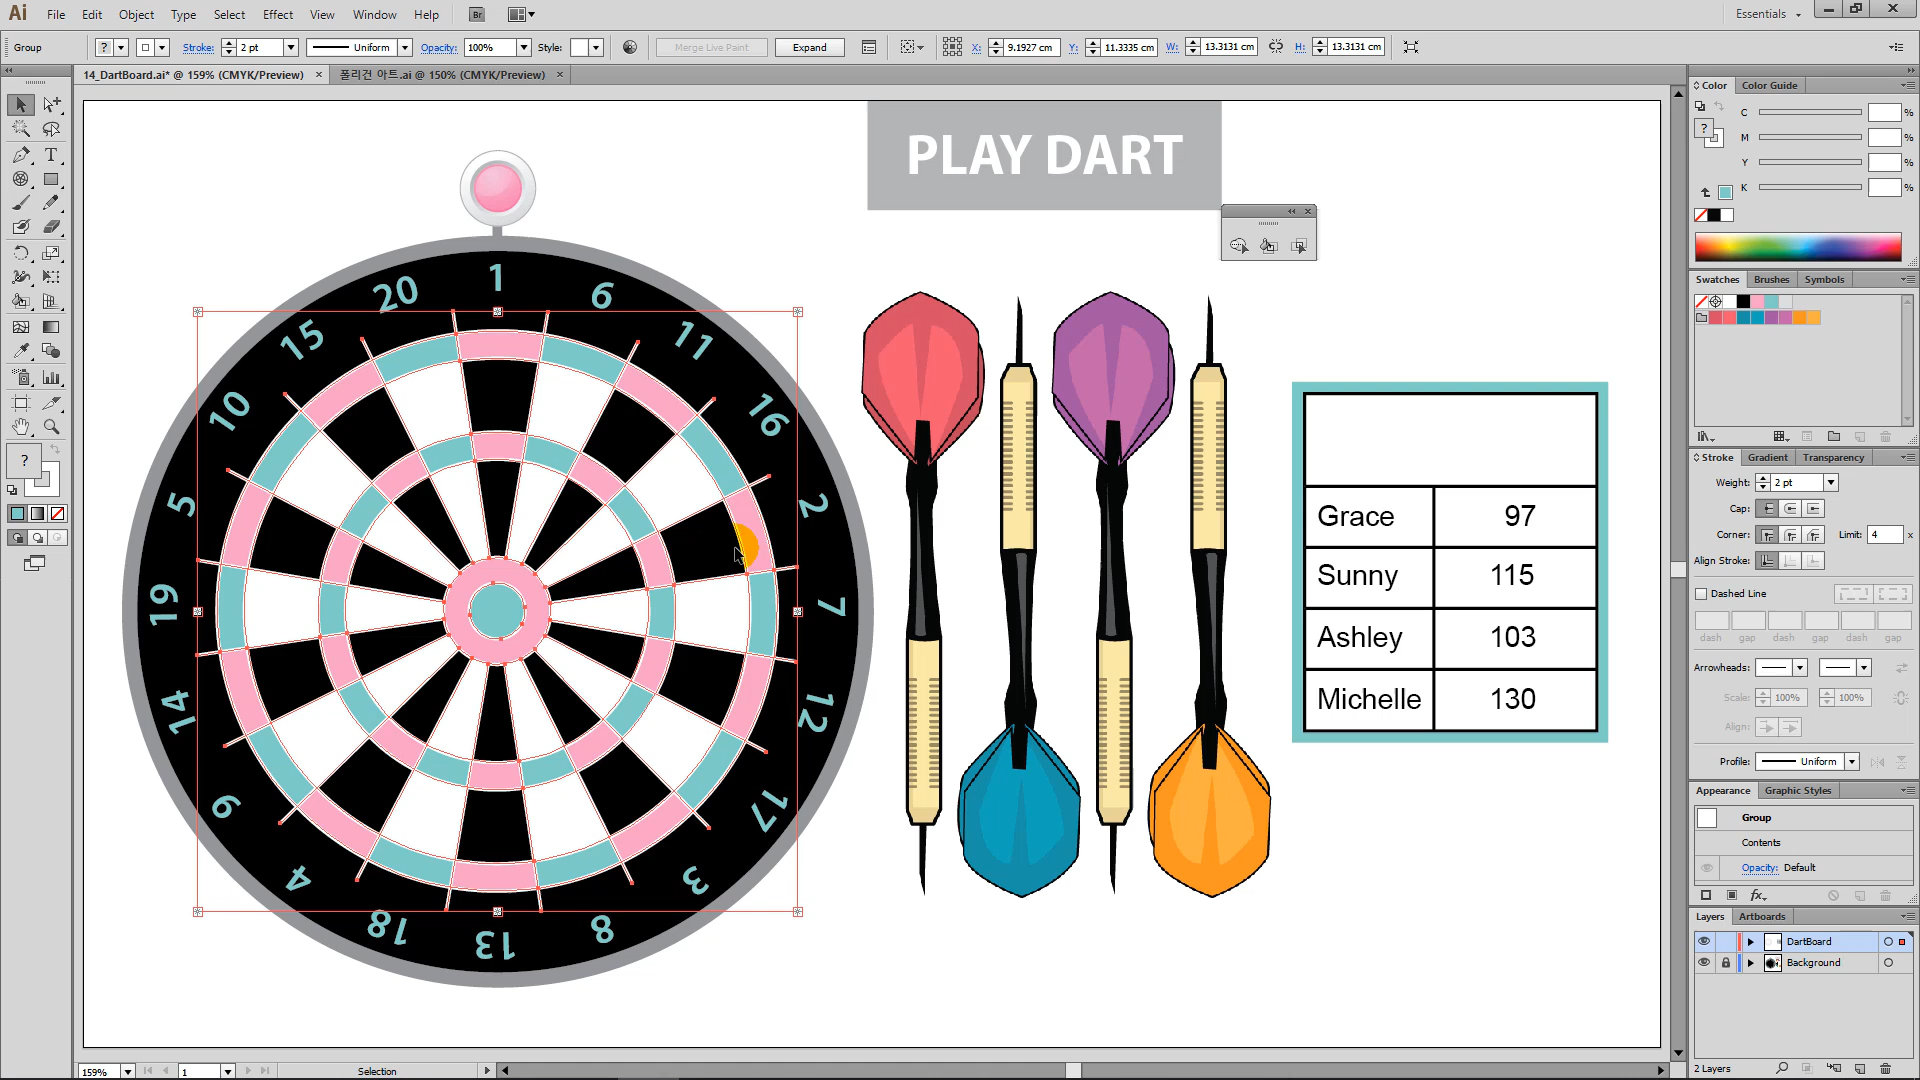 Ai File Edit Object Type Select Effect View Window Help Br Essentials
Group ? Stroke: 2 pt Uniform Opacity: 100% Style: Merge Live Paint Expand X: 9.1927 cm Y: 11.3335 cm W: 13.3131 cm H: 13.3131 cm
14_DartBoard.ai* @ 159% (CMYK/Preview) × 폴리건 아트.ai @ 150% (CMYK/Preview) ×
PLAY DART
1
6
11
16
2
7
12
17
3
8
13
18
4
9
14
19
5
10
15
20
Grace 97
Sunny 115
Ashley 103
Michelle 130
Color Color Guide
C %
M %
Y %
K %
?
Swatches Brushes Symbols
Stroke Gradient Transparency
Weight: 2 pt
Cap:
Corner: Limit: 4 x
Align Stroke:
Dashed Line
dash gap dash gap dash gap
Arrowheads:
Scale: 100% 100%
Align:
Profile: Uniform
Appearance Graphic Styles
Group
Contents
Opacity: Default
fx
Layers Artboards
DartBoard
Background
2 Layers
?
159% 1 Selection